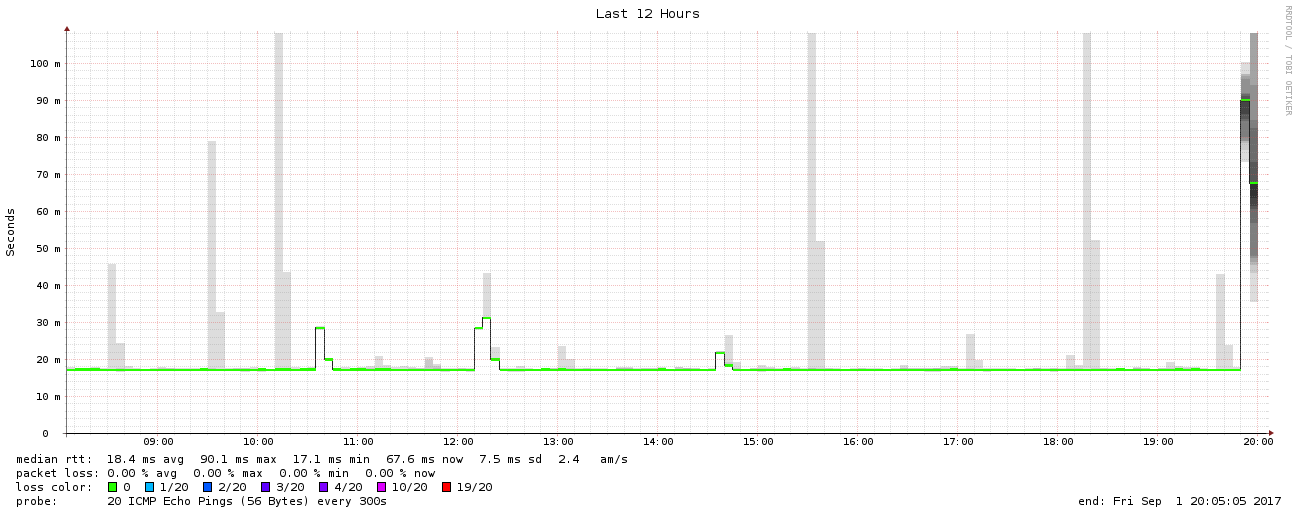 Last 12 Hours
RRDTOOL / TOBI OETIKER
Seconds
100 m
90 m
80 m
70 m
60 m
50 m
40 m
30 m
20 m
10 m
0
09:00 10:00 11:00 12:00 13:00 14:00 15:00 16:00 17:00 18:00 19:00 20:00
median rtt: 18.4 ms avg 90.1 ms max 17.1 ms min 67.6 ms now 7.5 ms sd 2.4 am/s
packet loss: 0.00 % avg 0.00 % max 0.00 % min 0.00 % now
loss color: 0 1/20 2/20 3/20 4/20 10/20 19/20
probe: 20 ICMP Echo Pings (56 Bytes) every 300s end: Fri Sep 1 20:05:05 2017